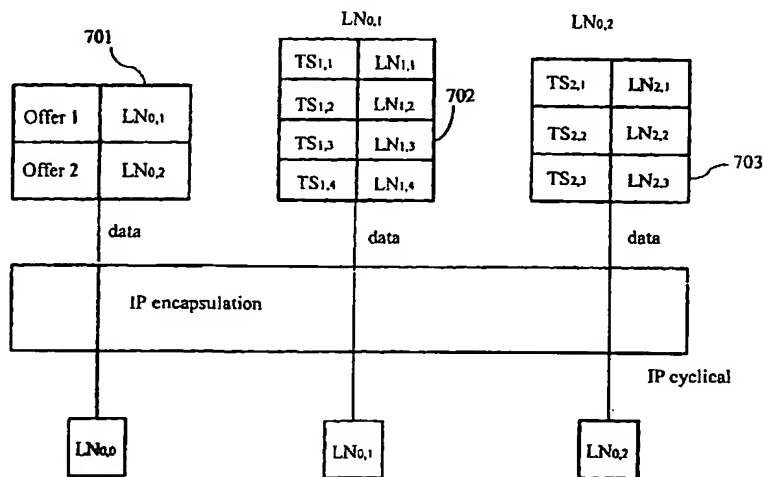 LN0,1
LN0,2
701
702
703
Offer 1 LN0,1
Offer 2 LN0,2
TS1,1 LN1,1
TS1,2 LN1,2
TS1,3 LN1,3
TS1,4 LN1,4
TS2,1 LN2,1
TS2,2 LN2,2
TS2,3 LN2,3
data
data
data
IP encapsulation
IP cyclical
LN0,0
LN0,1
LN0,2